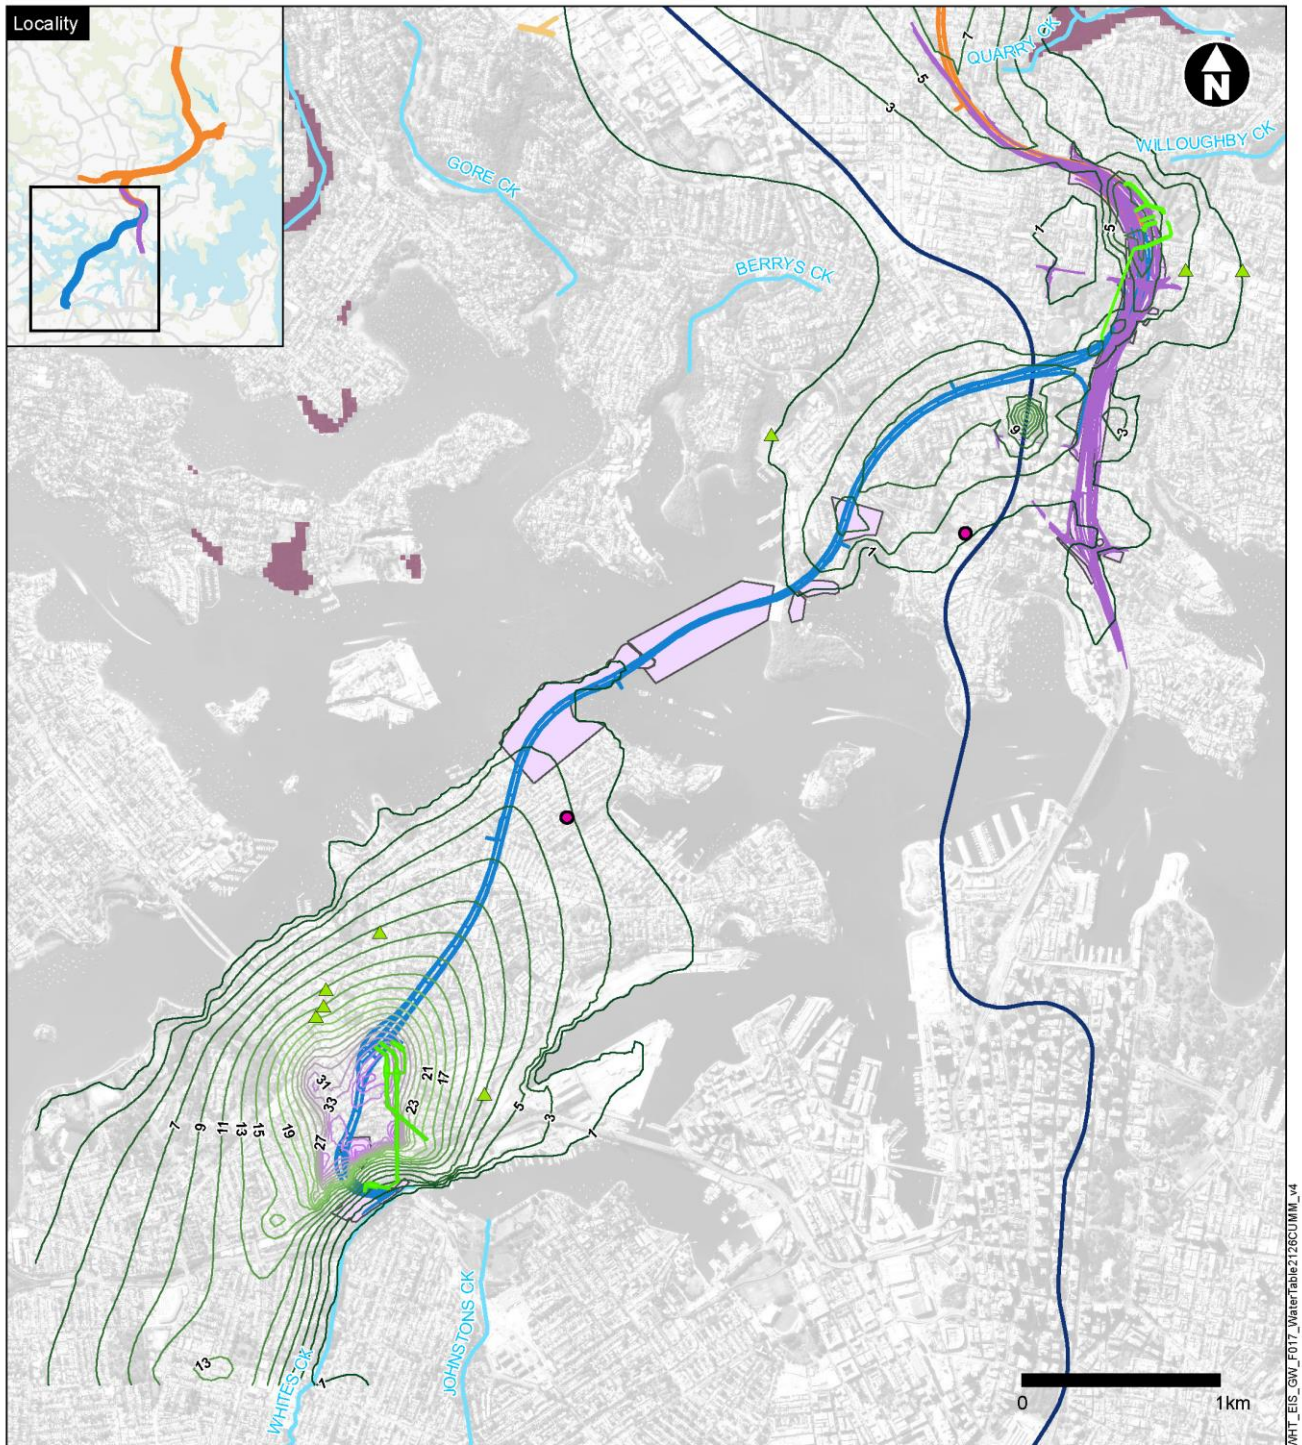 Locality
N
QUARRY CK
7
5
3
WILLOUGHBY CK
GORE CK
BERRYS CK
1
5
9
3
7
31
33
27
21
17
23
5
3
1
7
9
11
13
15
19
13
1
WHITES CK
JOHNSTONS CK
0 1km
WHT_EIS_GW_F017_WaterTable2126CUMM_v4